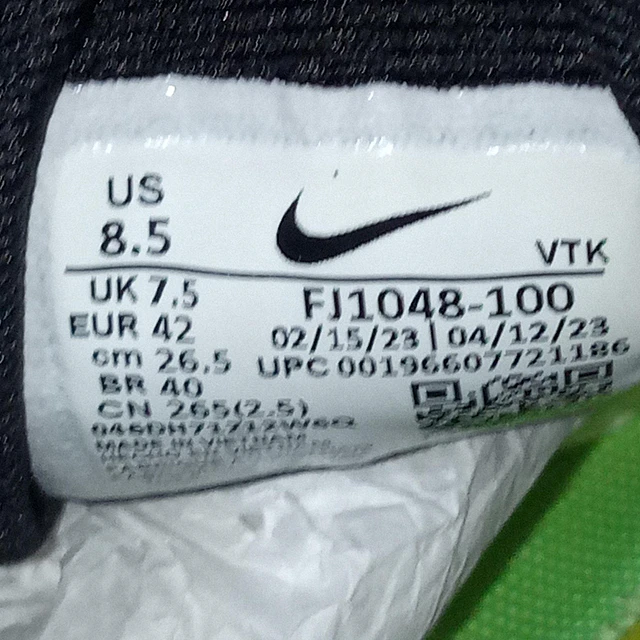 US
8.5
VTK
UK 7.5
FJ1048-100
EUR 42
02/15/23 | 04/12/23
cm 26.5
UPC 00196607721186
BR 40
CN 265(2.5)